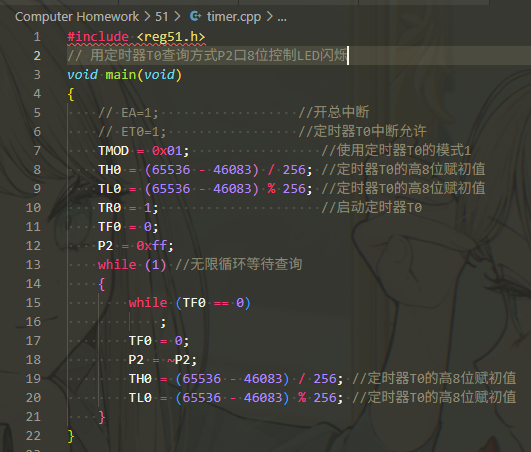 Computer Homework > 51 > timer.cpp > ...
1 #include <reg51.h>
2 // 用定时器T0查询方式P2口8位控制LED闪烁
3 void main(void)
4 {
5 // EA=1; //开总中断
6 // ET0=1; //定时器T0中断允许
7 TMOD = 0x01; //使用定时器T0的模式1
8 TH0 = (65536 - 46083) / 256; //定时器T0的高8位赋初值
9 TL0 = (65536 - 46083) % 256; //定时器T0的高8位赋初值
10 TR0 = 1; //启动定时器T0
11 TF0 = 0;
12 P2 = 0xff;
13 while (1) //无限循环等待查询
14 {
15 while (TF0 == 0)
16 ;
17 TF0 = 0;
18 P2 = ~P2;
19 TH0 = (65536 - 46083) / 256; //定时器T0的高8位赋初值
20 TL0 = (65536 - 46083) % 256; //定时器T0的高8位赋初值
21 }
22 }